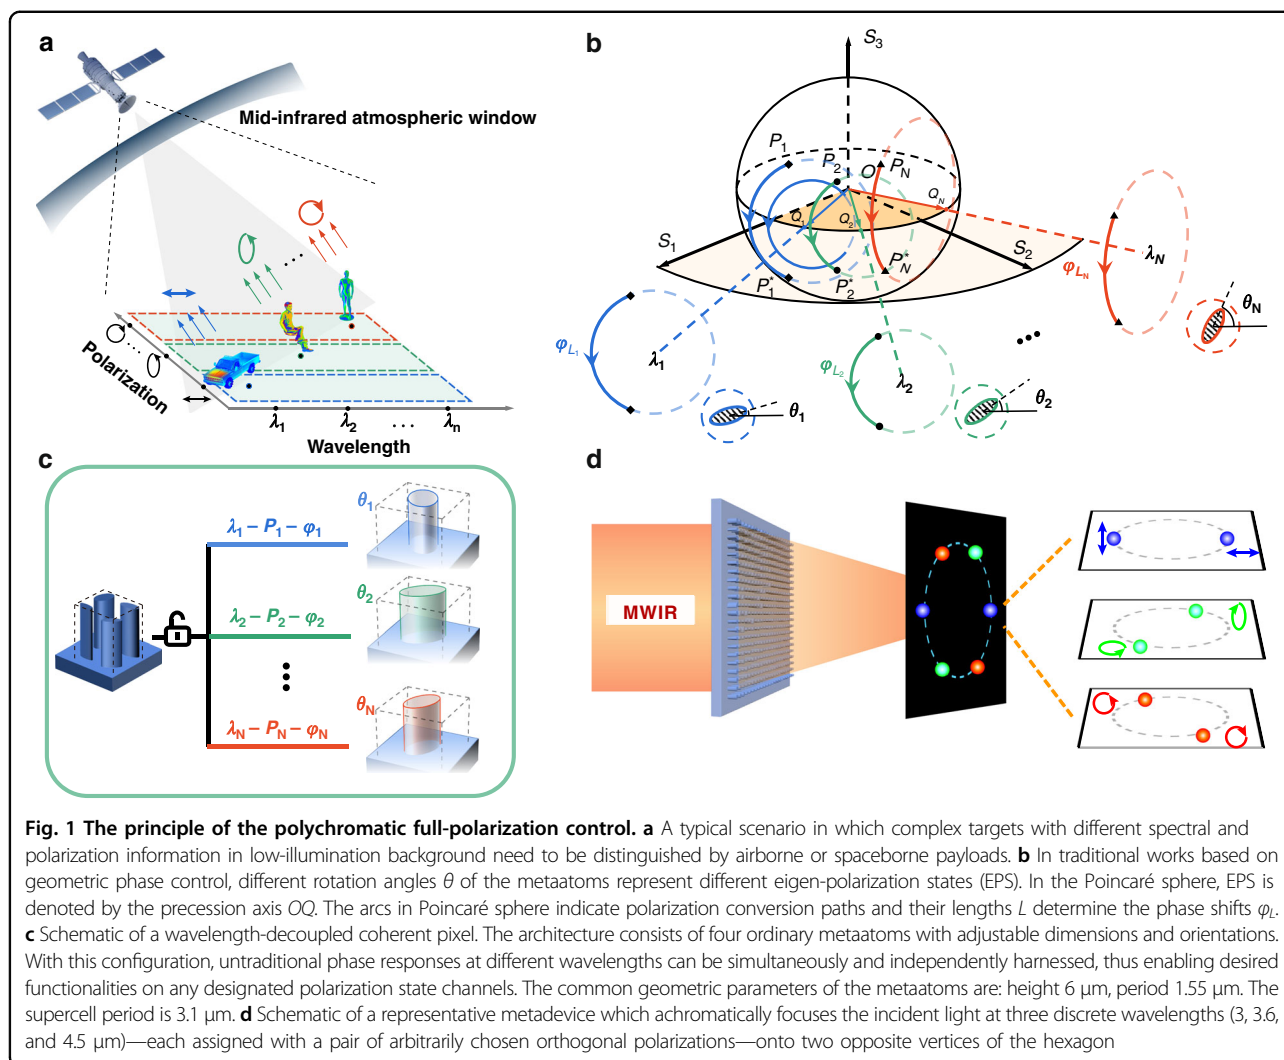 a
Mid-infrared atmospheric window
Polarization
λ1 λ2 ... λn
Wavelength
b
S3
P1 P2 O PN
QN
Q1 Q2
S1 S2
P1* P2* PN*
λN
φLN
θN
φL1 λ1
φL2 λ2
θ1 θ2
c
λ1 – P1 – φ1
θ1
λ2 – P2 – φ2
θ2
λN – PN – φN
θN
d
MWIR
Fig. 1 The principle of the polychromatic full-polarization control. a A typical scenario in which complex targets with different spectral and
polarization information in low-illumination background need to be distinguished by airborne or spaceborne payloads. b In traditional works based on
geometric phase control, different rotation angles θ of the metaatoms represent different eigen-polarization states (EPS). In the Poincaré sphere, EPS is
denoted by the precession axis OQ. The arcs in Poincaré sphere indicate polarization conversion paths and their lengths L determine the phase shifts φL.
c Schematic of a wavelength-decoupled coherent pixel. The architecture consists of four ordinary metaatoms with adjustable dimensions and orientations.
With this configuration, untraditional phase responses at different wavelengths can be simultaneously and independently harnessed, thus enabling desired
functionalities on any designated polarization state channels. The common geometric parameters of the metaatoms are: height 6 μm, period 1.55 μm. The
supercell period is 3.1 μm. d Schematic of a representative metadevice which achromatically focuses the incident light at three discrete wavelengths (3, 3.6,
and 4.5 μm)—each assigned with a pair of arbitrarily chosen orthogonal polarizations—onto two opposite vertices of the hexagon